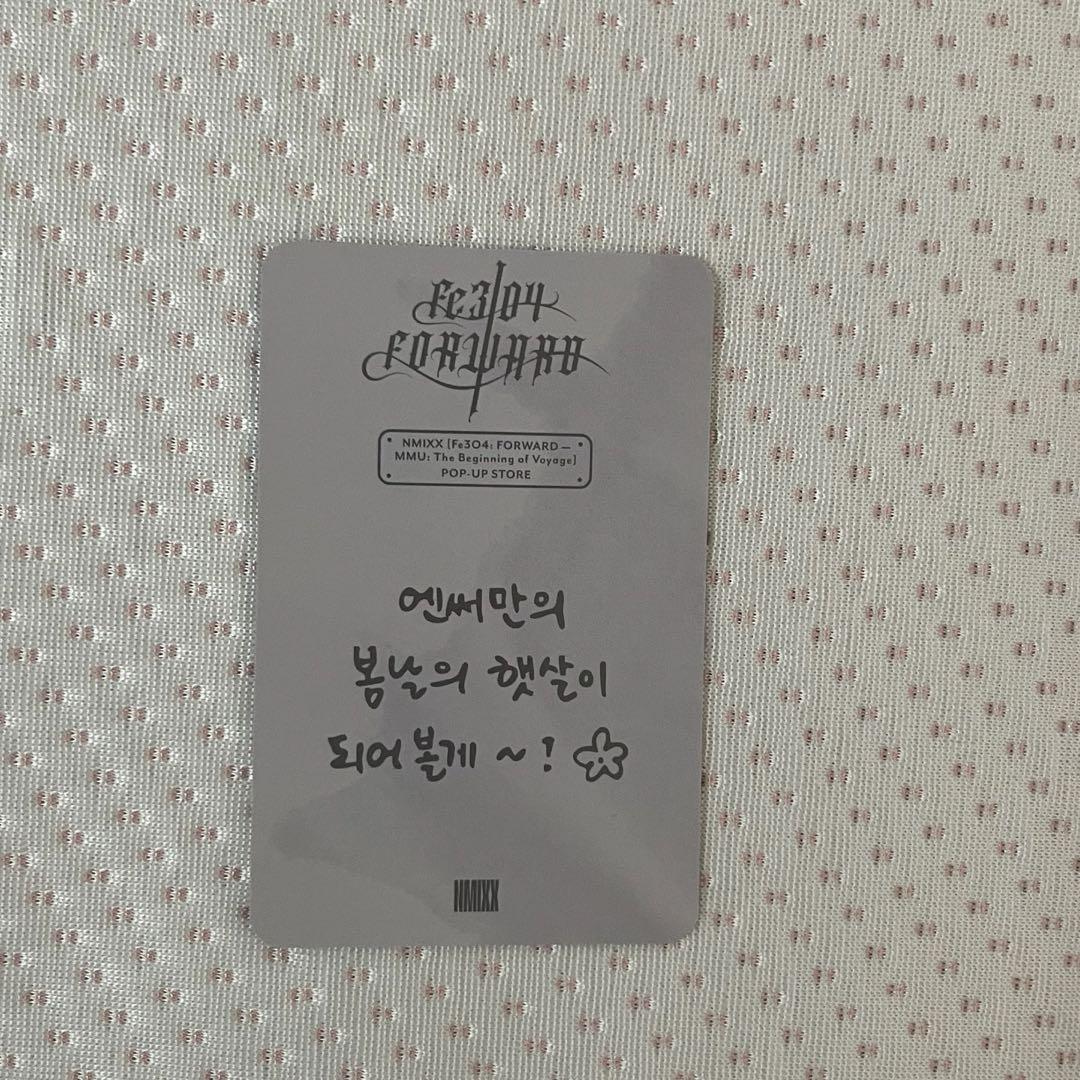 Fe3O4
FORWARD
NMIXX [Fe3O4: FORWARD —
MMU: The Beginning of Voyage]
POP-UP STORE
엔써만의
봄날의 햇살이
되어볼게 ~!
NMIXX